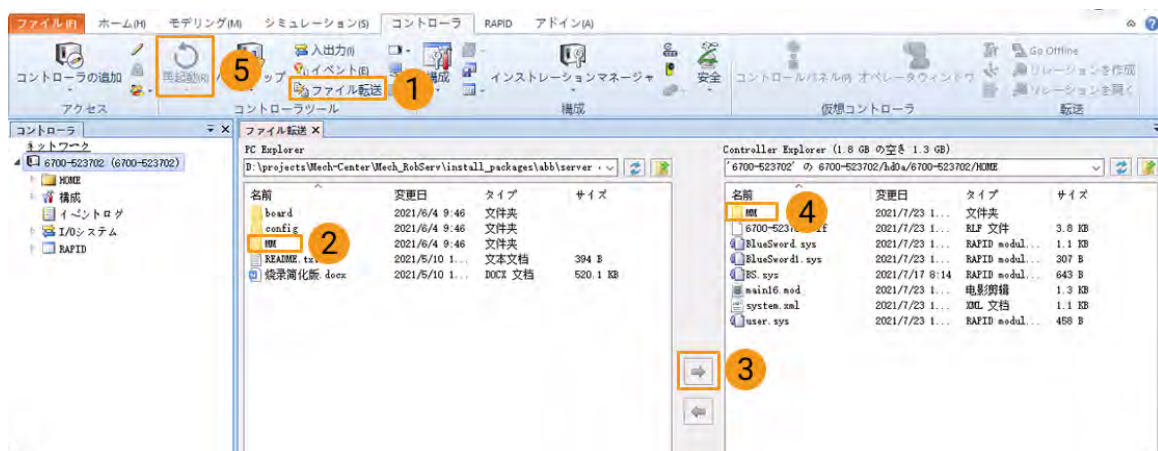 ファイル(F) ホーム(H) モデリング(M) シミュレーション(S) コントローラ RAPID アドイン(A)
コントローラの追加 再起動(R) 5 ップ 入出力(I) イベント(E) ファイル転送 1 構成 インストレーションマネージャ 安全 コントロールパネル(P) オペレータウィンドウ Go Offline リレーションを作成 リレーションを開く
アクセス コントローラツール 構成 仮想コントローラ 転送
コントローラ ファイル転送
ネットワーク
6700-523702 (6700-523702)
HOME
構成
イベントログ
I/Oシステム
RAPID
PC Explorer
D:\projects\Mech-Center\Mech_RobServ\install_packages\abb\server
名前 変更日 タイプ サイズ
board 2021/6/4 9:46 文件夹
config 2021/6/4 9:46 文件夹
MM 2 2021/6/4 9:46 文件夹
README.tx 2021/5/10 1... 文本文档 394 B
烧录简化版.docx 2021/5/10 1... DOCX 文档 520.1 KB
3
Controller Explorer (1.8 GB の空き 1.3 GB)
'6700-523702' の 6700-523702/hd0a/6700-523702/HOME
名前 変更日 タイプ サイズ
MM 4 2021/7/23 1... 文件夹
6700-5237 lf 2021/7/23 1... RLF 文件 3.8 KB
BlueSword.sys 2021/7/23 1... RAPID modul... 1.1 KB
BlueSword1.sys 2021/7/23 1... RAPID modul... 307 B
BS.sys 2021/7/17 8:14 RAPID modul... 643 B
main16.mod 2021/7/23 1... 电影剪辑 1.3 KB
system.xml 2021/7/23 1... XML 文档 1.1 KB
user.sys 2021/7/23 1... RAPID modul... 458 B